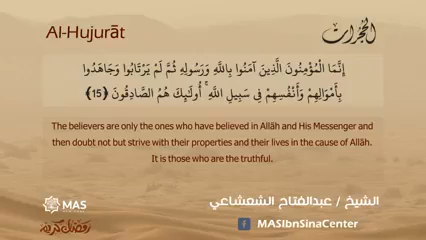 Al-Hujurāt
الحجرات
إِنَّمَا الْمُؤْمِنُونَ الَّذِينَ آمَنُوا بِاللَّهِ وَرَسُولِهِ ثُمَّ لَمْ يَرْتَابُوا وَجَاهَدُوا
بِأَمْوَالِهِمْ وَأَنْفُسِهِمْ فِي سَبِيلِ اللَّهِ ۚ أُولَٰئِكَ هُمُ الصَّادِقُونَ ﴿15﴾
The believers are only the ones who have believed in Allāh and His Messenger and
then doubt not but strive with their properties and their lives in the cause of Allāh.
It is those who are the truthful.
الشيخ / عبدالفتاح الشعشاعي
MAS
MASIbnSinaCenter
رمضان كريم